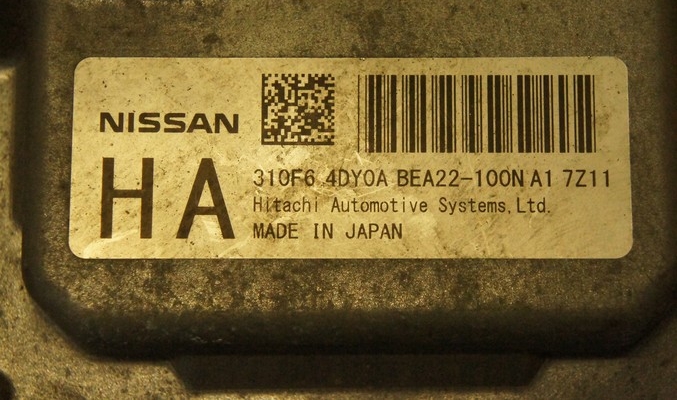 NISSAN
HA
310F6 4DY0A BEA22-100N A1 7Z11
Hitachi Automotive Systems,Ltd.
MADE IN JAPAN